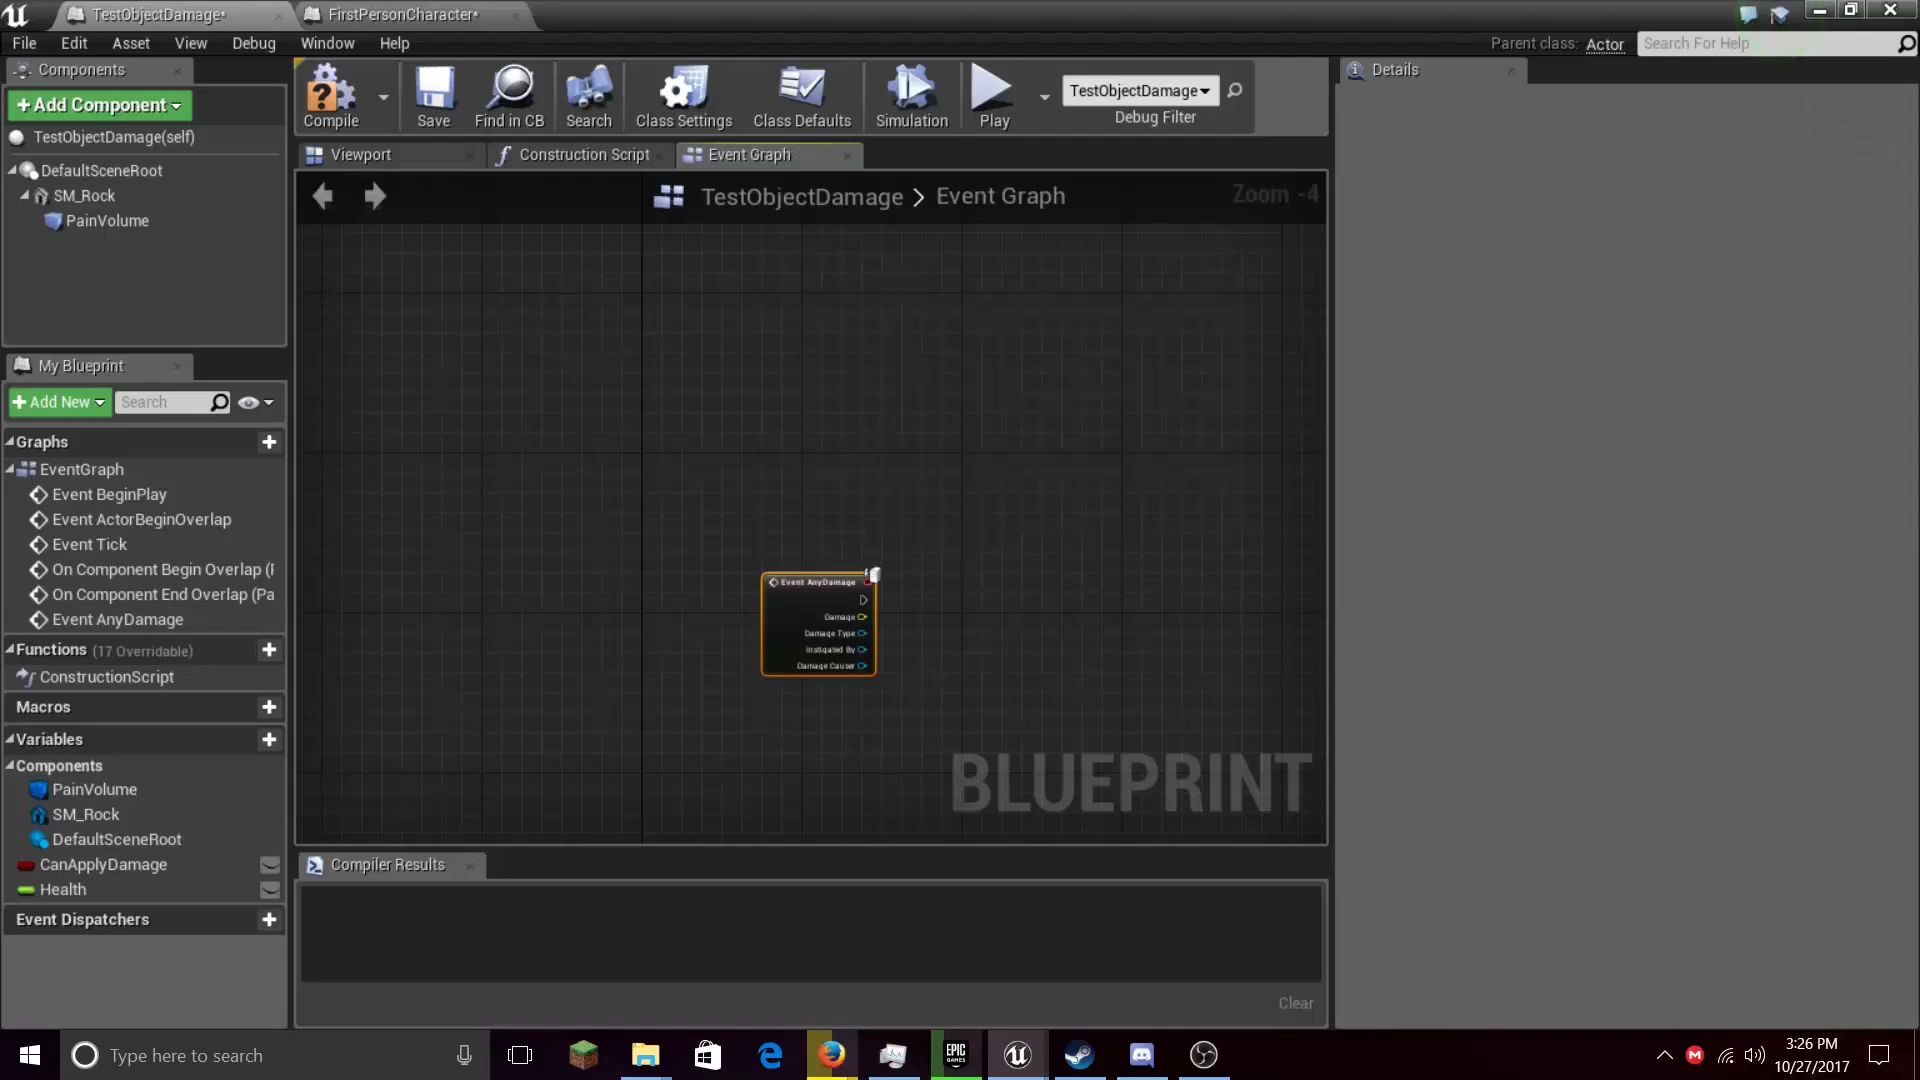 TestObjectDamage*
FirstPersonCharacter*
File Edit Asset View Debug Window Help
Parent class: Actor
Search For Help
Components
+Add Component
TestObjectDamage(self)
DefaultSceneRoot
SM_Rock
PainVolume
Compile
Save
Find in CB
Search
Class Settings
Class Defaults
Simulation
Play
TestObjectDamage
Debug Filter
Details
Viewport
Construction Script
Event Graph
TestObjectDamage > Event Graph
Zoom -4
My Blueprint
+Add New
Search
Graphs
EventGraph
Event BeginPlay
Event ActorBeginOverlap
Event Tick
On Component Begin Overlap (
On Component End Overlap (Pa
Event AnyDamage
Functions (17 Overridable)
ConstructionScript
Macros
Variables
Components
PainVolume
SM_Rock
DefaultSceneRoot
CanApplyDamage
Health
Event Dispatchers
Event AnyDamage
Damage
Damage Type
Instigated By
Damage Causer
BLUEPRINT
Compiler Results
Clear
Type here to search
EPIC
GAMES
3:26 PM
10/27/2017